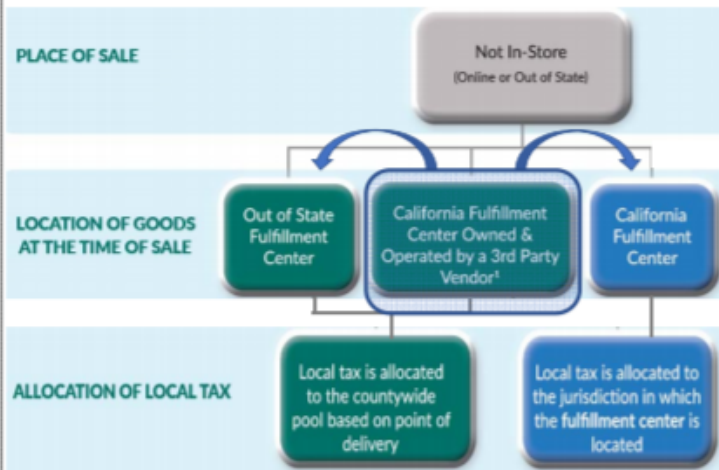 PLACE OF SALE
Not In-Store
(Online or Out of State)
LOCATION OF GOODS
AT THE TIME OF SALE
Out of State
Fulfillment
Center
California Fulfillment
Center Owned &
Operated by a 3rd Party
Vendor¹
California
Fulfillment
Center
ALLOCATION OF LOCAL TAX
Local tax is allocated
to the countywide
pool based on point of
delivery
Local tax is allocated to
the jurisdiction in which
the fulfillment center is
located